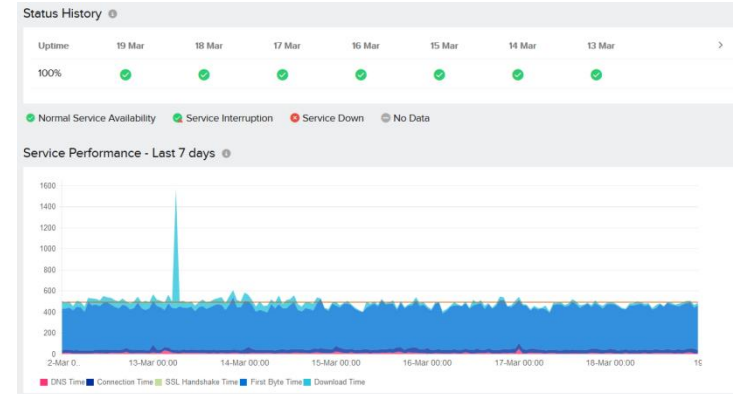 Status History
Uptime 19 Mar 18 Mar 17 Mar 16 Mar 15 Mar 14 Mar 13 Mar >
100%
Normal Service Availability Service Interruption Service Down No Data
Service Performance - Last 7 days
1600
1400
1200
1000
800
600
400
200
0
2-Mar 0.. 13-Mar 00:00 14-Mar 00:00 15-Mar 00:00 16-Mar 00:00 17-Mar 00:00 18-Mar 00:00 19
DNS Time Connection Time SSL Handshake Time First Byte Time Download Time